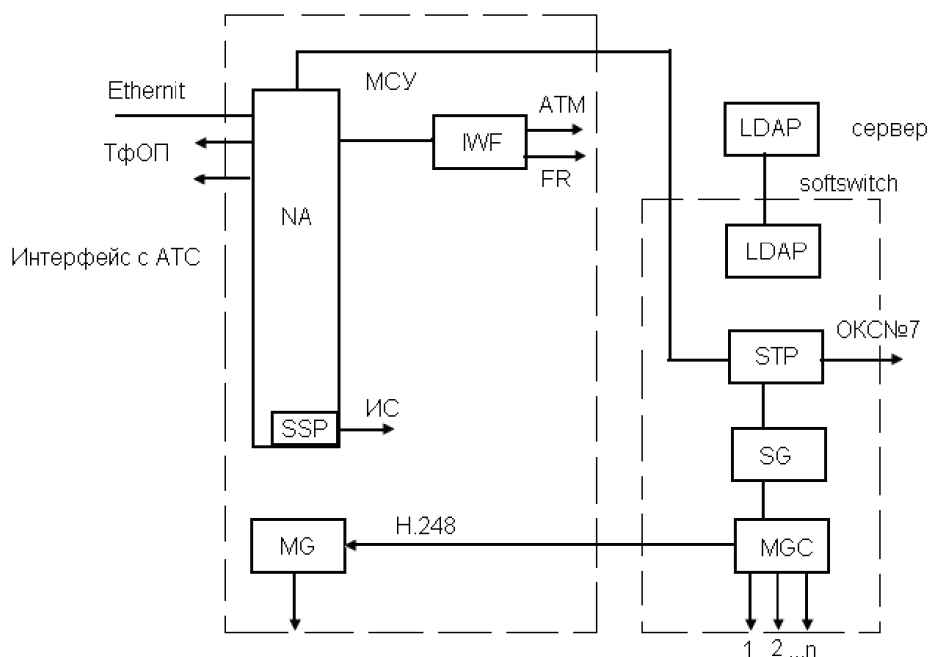 Ethernit
ТфОП
Интерфейс с АТС
МСУ
NA
IWF
ATM
FR
SSP
ИС
MG
H.248
LDAP
сервер
softswitch
LDAP
STP
ОКС№7
SG
MGC
1 2 ...n